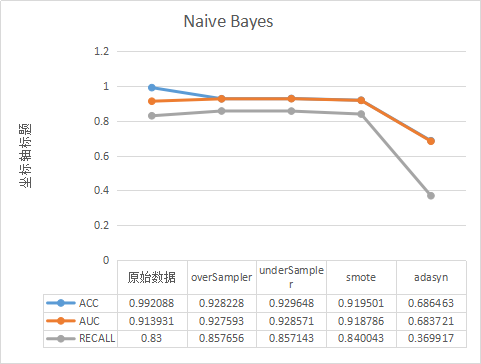 Naive Bayes
1.2
1
0.8
0.6
0.4
0.2
0
坐标轴标题
原始数据 overSampler underSample smote adasyn
r
ACC 0.992088 0.928228 0.929648 0.919501 0.686463
AUC 0.913931 0.927593 0.928571 0.918786 0.683721
RECALL 0.83 0.857656 0.857143 0.840043 0.369917